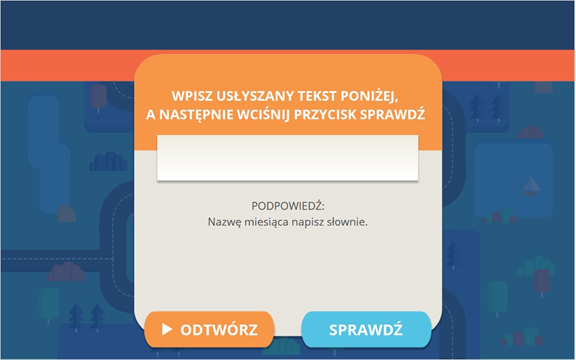 WPISZ USŁYSZANY TEKST PONIŻEJ,
A NASTĘPNIE WCIŚNIJ PRZYCISK SPRAWDŹ
PODPOWIEDŹ:
Nazwę miesiąca napisz słownie.
ODTWÓRZ
SPRAWDŹ